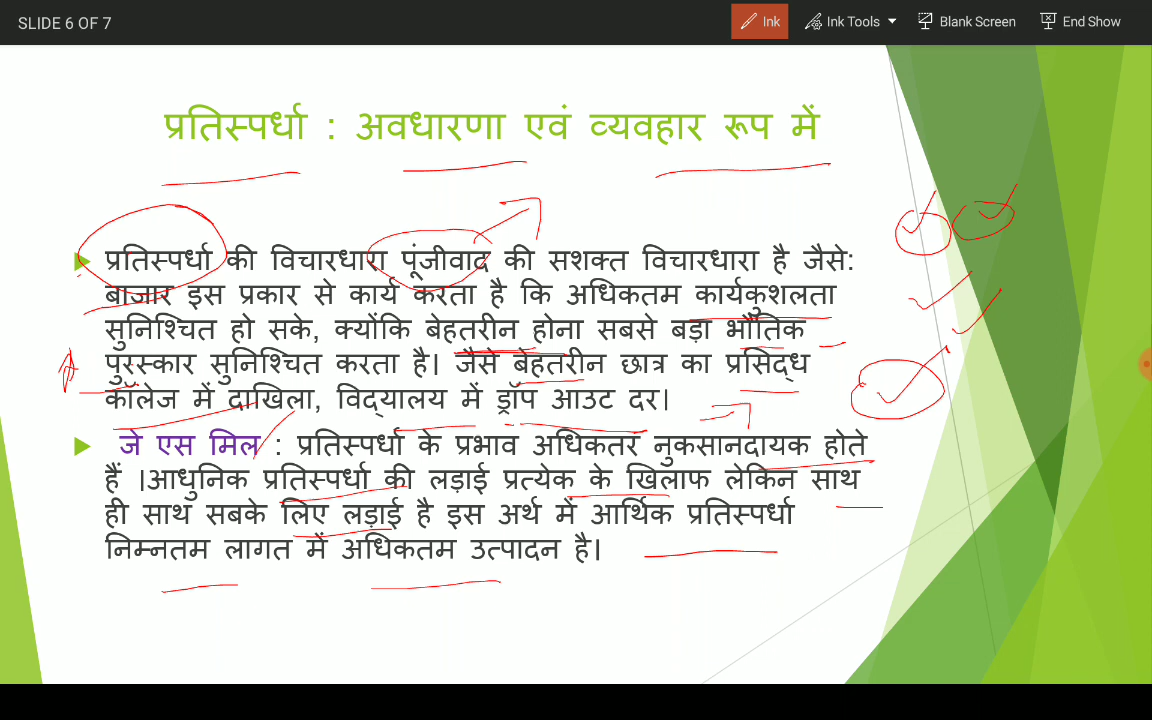 SLIDE 6 OF 7
Ink
Ink Tools
Blank Screen
End Show
प्रतिस्पर्धा : अवधारणा एवं व्यवहार रूप में
प्रतिस्पर्धा की विचारधारा पूंजीवाद की सशक्त विचारधारा है जैसे:
बाजार इस प्रकार से कार्य करता है कि अधिकतम कार्यकुशलता
सुनिश्चित हो सके, क्योंकि बेहतरीन होना सबसे बड़ा भौतिक
पुरस्कार सुनिश्चित करता है। जैसे बेहतरीन छात्र का प्रसिद्ध
कॉलेज में दाखिला, विद्यालय में ड्रॉप आउट दर।
जे एस मिल : प्रतिस्पर्धा के प्रभाव अधिकतर नुकसानदायक होते
हैं ।आधुनिक प्रतिस्पर्धा की लड़ाई प्रत्येक के खिलाफ लेकिन साथ
ही साथ सबके लिए लड़ाई है इस अर्थ में आर्थिक प्रतिस्पर्धा
निम्नतम लागत में अधिकतम उत्पादन है।